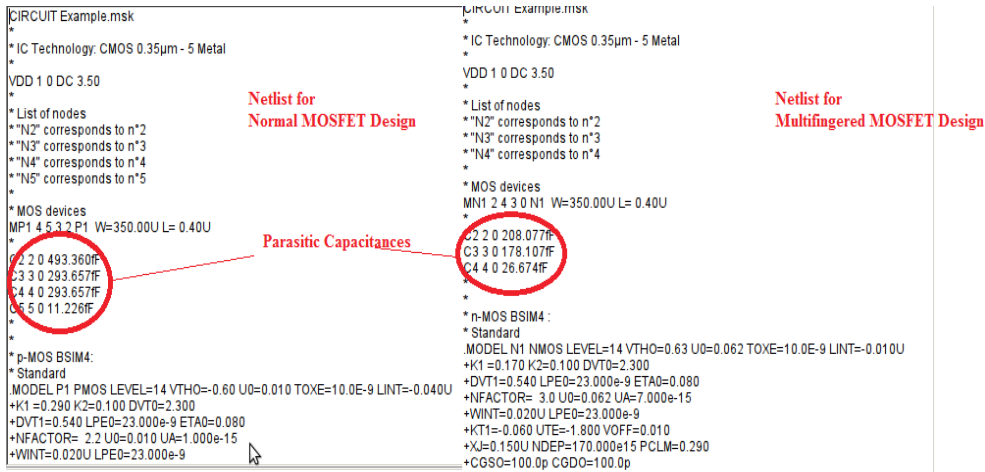 CIRCUIT Example.msk
*
* IC Technology: CMOS 0.35µm - 5 Metal
*
VDD 1 0 DC 3.50
*
* List of nodes
* "N2" corresponds to n°2
* "N3" corresponds to n°3
* "N4" corresponds to n°4
* "N5" corresponds to n°5
*
* MOS devices
MP1 4 5 3 2 P1 W=350.00U L= 0.40U
*
C2 2 0 493.360fF
C3 3 0 293.657fF
C4 4 0 293.657fF
C5 5 0 11.226fF
*
*
* p-MOS BSIM4:
* Standard
.MODEL P1 PMOS LEVEL=14 VTHO=-0.60 U0=0.010 TOXE=10.0E-9 LINT=-0.040U
+K1 =0.290 K2=0.100 DVT0=2.300
+DVT1=0.540 LPE0=23.000e-9 ETA0=0.080
+NFACTOR= 2.2 U0=0.010 UA=1.000e-15
+WINT=0.020U LPE0=23.000e-9
Netlist for
Normal MOSFET Design
Parasitic Capacitances
CIRCUIT Example.msk
*
* IC Technology: CMOS 0.35µm - 5 Metal
*
VDD 1 0 DC 3.50
*
* List of nodes
* "N2" corresponds to n°2
* "N3" corresponds to n°3
* "N4" corresponds to n°4
*
* MOS devices
MN1 2 4 3 0 N1 W=350.00U L= 0.40U
*
C2 2 0 208.077fF
C3 3 0 178.107fF
C4 4 0 26.674fF
*
*
* n-MOS BSIM4 :
* Standard
.MODEL N1 NMOS LEVEL=14 VTHO=0.63 U0=0.062 TOXE=10.0E-9 LINT=-0.010U
+K1 =0.170 K2=0.100 DVT0=2.300
+DVT1=0.540 LPE0=23.000e-9 ETA0=0.080
+NFACTOR= 3.0 U0=0.062 UA=7.000e-15
+WINT=0.020U LPE0=23.000e-9
+KT1=-0.060 UTE=-1.800 VOFF=0.010
+XJ=0.150U NDEP=170.000e15 PCLM=0.290
+CGSO=100.0p CGDO=100.0p
Netlist for
Multifingered MOSFET Design